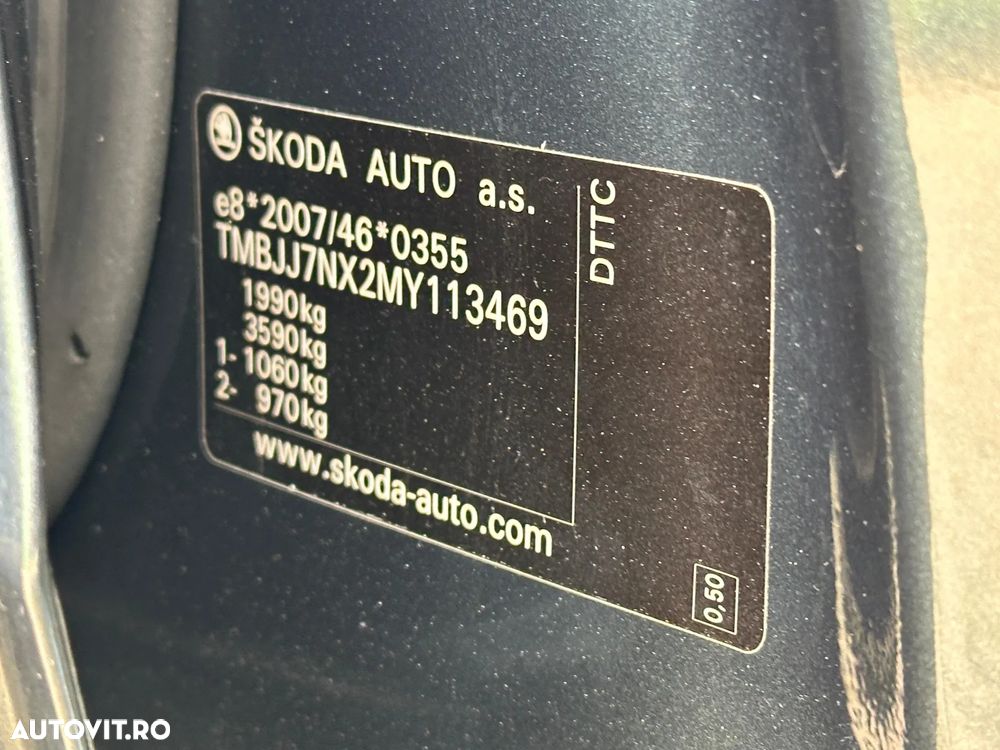 ŠKODA AUTO a.s.
e8*2007/46*0355
TMBJJ7NX2MY113469
1990kg
3590kg
1- 1060kg
2- 970kg
www.skoda-auto.com
DTTC
0,50
AUTOVIT.RO